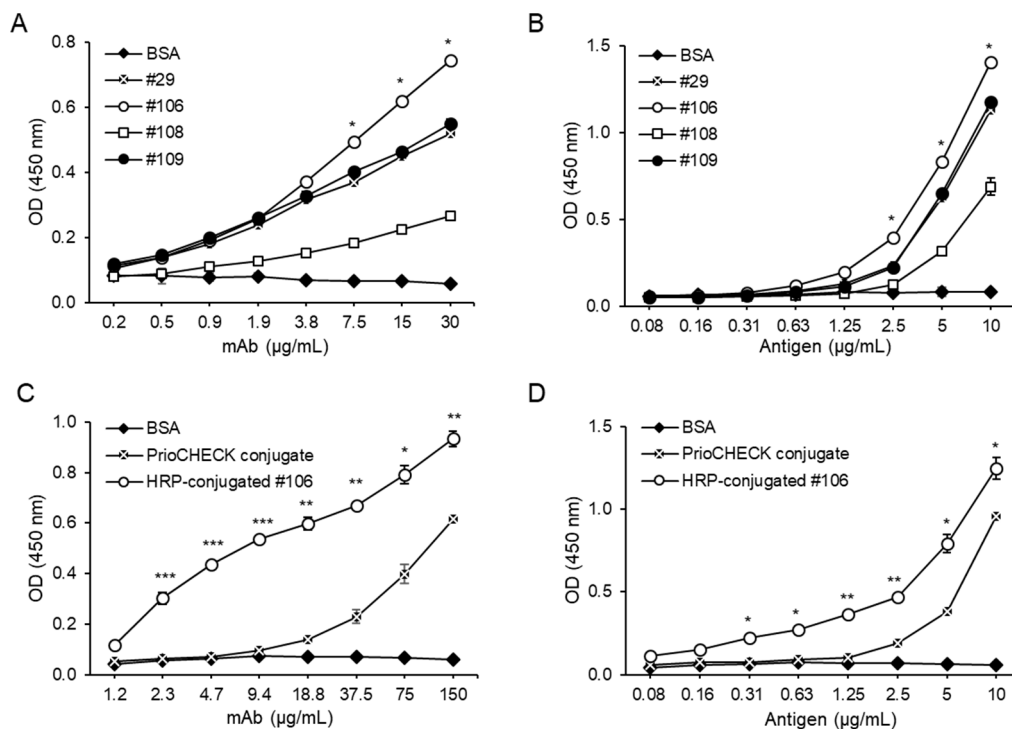 A
BSA
#29
#106
#108
#109
OD (450 nm)
0.8
0.6
0.4
0.2
0.0
* * *
0.2 0.5 0.9 1.9 3.8 7.5 15 30
mAb (µg/mL)
B
BSA
#29
#106
#108
#109
OD (450 nm)
1.5
1.0
0.5
0.0
* * *
0.08 0.16 0.31 0.63 1.25 2.5 5 10
Antigen (µg/mL)
C
BSA
PrioCHECK conjugate
HRP-conjugated #106
OD (450 nm)
1.0
0.8
0.6
0.4
0.2
0.0
*** *** *** ** ** * **
1.2 2.3 4.7 9.4 18.8 37.5 75 150
mAb (µg/mL)
D
BSA
PrioCHECK conjugate
HRP-conjugated #106
OD (450 nm)
1.5
1.0
0.5
0.0
* * ** ** * *
0.08 0.16 0.31 0.63 1.25 2.5 5 10
Antigen (µg/mL)